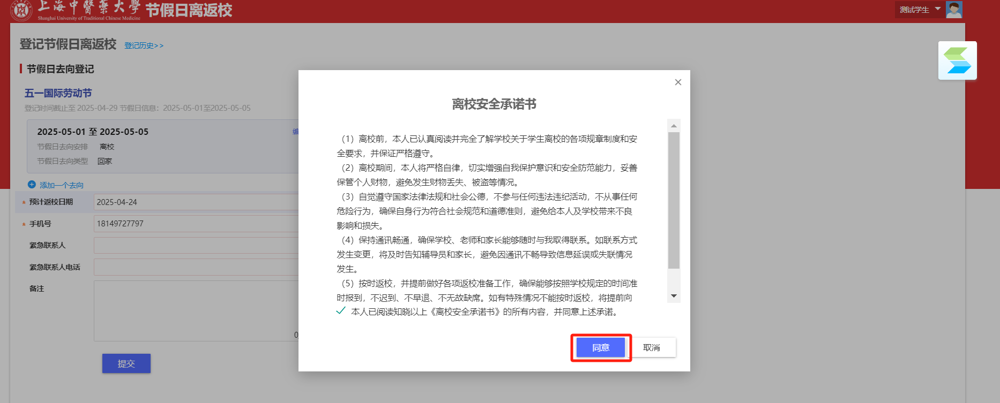 上海中醫藥大學
Shanghai University of Traditional Chinese Medicine
节假日离返校
测试学生
登记节假日离返校 登记历史>>
节假日去向登记
五一国际劳动节
登记时间截止至 2025-04-29 节假日信息：2025-05-01至2025-05-05
2025-05-01 至 2025-05-05
编
节假日去向安排 离校
节假日去向类型 回家
添加一个去向
* 预计返校日期 2025-04-24
* 手机号 18149727797
紧急联系人
紧急联系人电话
备注
0
提交
离校安全承诺书
（1）离校前，本人已认真阅读并完全了解学校关于学生离校的各项规章制度和安
全要求，并保证严格遵守。
（2）离校期间，本人将严格自律，切实增强自我保护意识和安全防范能力，妥善
保管个人财物，避免发生财物丢失、被盗等情况。
（3）自觉遵守国家法律法规和社会公德，不参与任何违法违纪活动，不从事任何
危险行为，确保自身行为符合社会规范和道德准则，避免给本人及学校带来不良
影响和损失。
（4）保持通讯畅通，确保学校、老师和家长能够随时与我取得联系。如联系方式
发生变更，将及时告知辅导员和家长，避免因通讯不畅导致信息延误或失联情况
发生。
（5）按时返校，并提前做好各项返校准备工作，确保能够按照学校规定的时间准
时报到，不迟到、不早退、不无故缺席。如有特殊情况不能按时返校，将提前向
本人已阅读知晓以上《离校安全承诺书》的所有内容，并同意上述承诺。
同意 取消